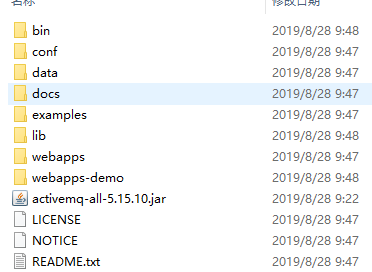 名称 修改日期
bin 2019/8/28 9:48
conf 2019/8/28 9:47
data 2019/8/28 9:47
docs 2019/8/28 9:47
examples 2019/8/28 9:47
lib 2019/8/28 9:48
webapps 2019/8/28 9:47
webapps-demo 2019/8/28 9:48
activemq-all-5.15.10.jar 2019/8/28 9:22
LICENSE 2019/8/28 9:47
NOTICE 2019/8/28 9:47
README.txt 2019/8/28 9:47